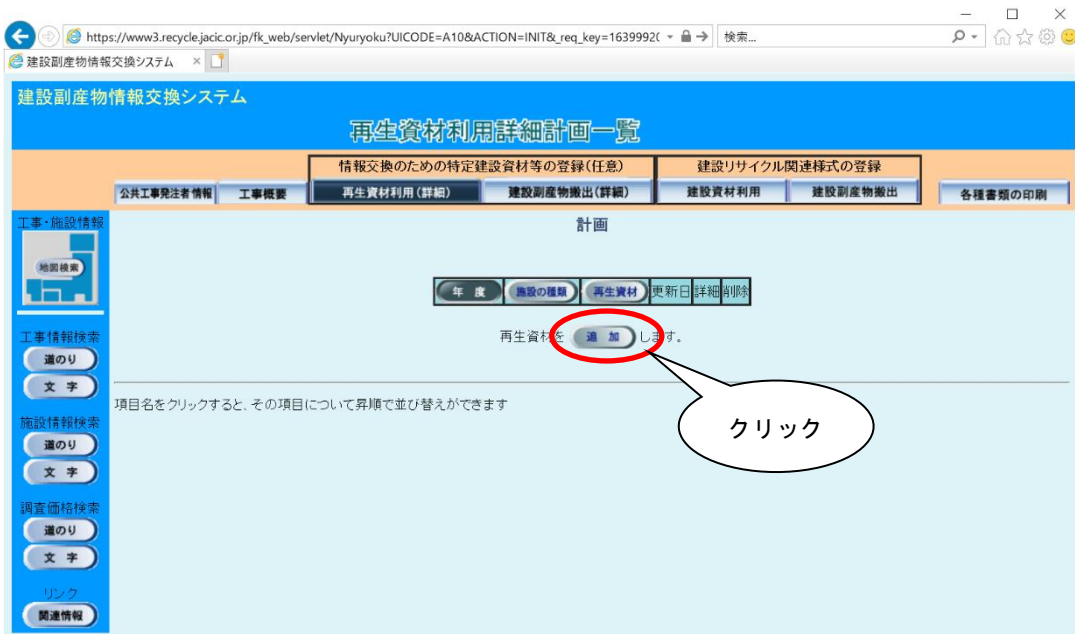 https://www3.recycle.jacic.or.jp/fk_web/servlet/Nyuryoku?UICODE=A10&ACTION=INIT&_req_key=1639992( 検索...
建設副産物情報交換システム
建設副産物情報交換システム
再生資材利用詳細計画一覧
情報交換のための特定建設資材等の登録(任意) 建設リサイクル関連様式の登録
公共工事発注者情報 工事概要 再生資材利用(詳細) 建設副産物搬出(詳細) 建設資材利用 建設副産物搬出 各種書類の印刷
工事・施設情報
計画
地図検索
年 度 施設の種類 再生資材 更新日 詳細 削除
再生資材を 追 加 します。
工事情報検索
道のり
文 字
項目名をクリックすると、その項目について昇順で並び替えができます
クリック
施設情報検索
道のり
文 字
調査価格検索
道のり
文 字
リンク
関連情報